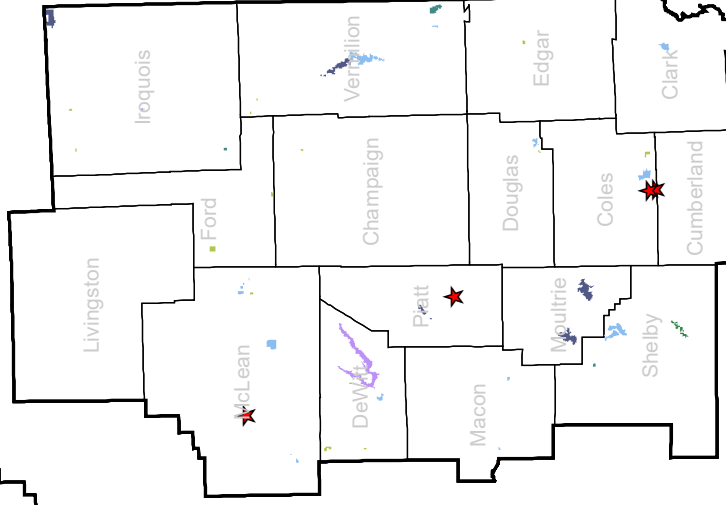 Iroquois
Vermilion
Edgar
Clark
Ford
Champaign
Douglas
Coles
Cumberland
Livingston
McLean
DeWitt
Piatt
Macon
Moultrie
Shelby